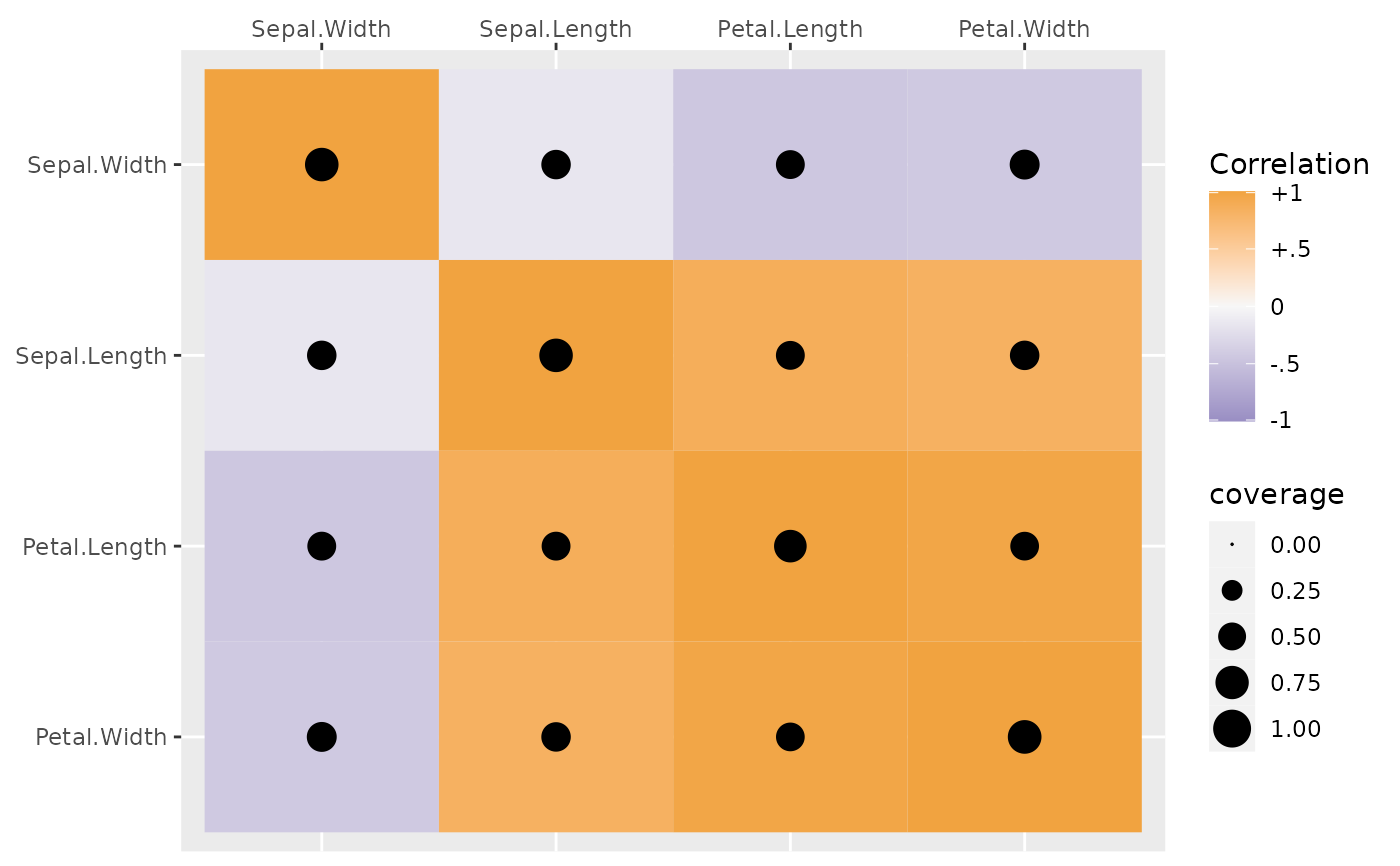 Sepal.Width Sepal.Length Petal.Length Petal.Width
Sepal.Width
Sepal.Length
Petal.Length
Petal.Width
Correlation
+1
+.5
0
-.5
-1
coverage
0.00
0.25
0.50
0.75
1.00